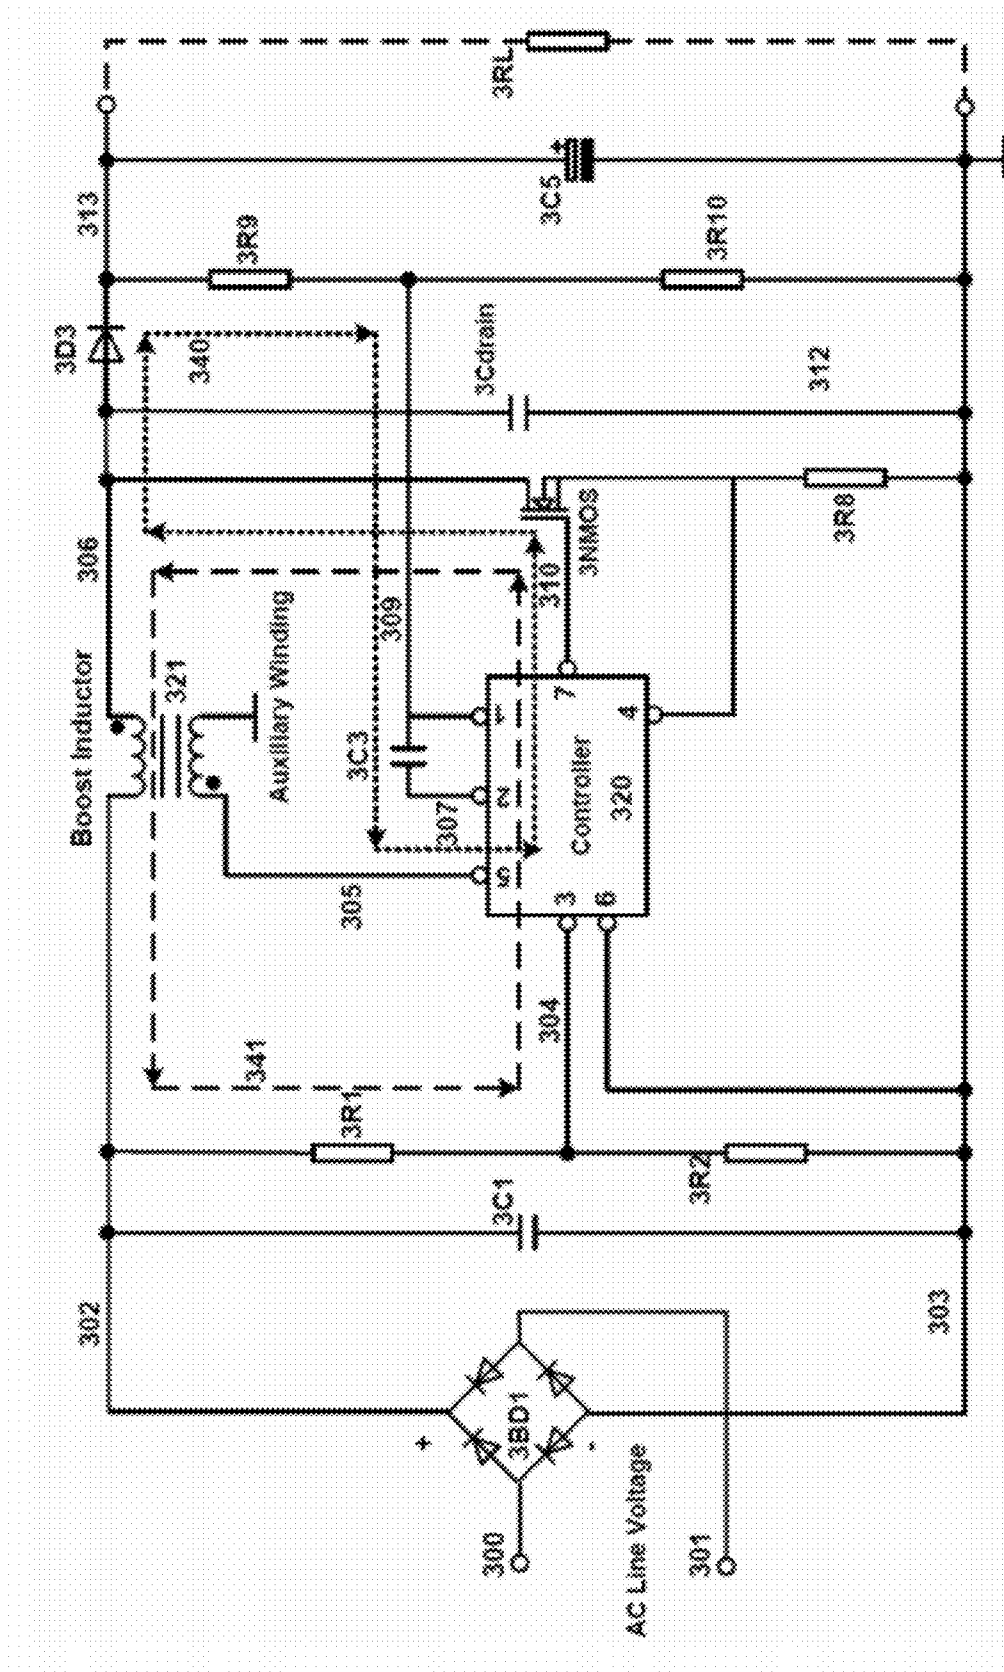 Boost Inductor
321
Auxiliary Winding
302
306
3D3
313
340
3R9
341
3R1
305
3C3
309
307
3Cdrain
3C5
+
3RL
3R10
3C1
304
5
2
1
3
6
7
4
Controller
320
310
3NMOS
312
3R8
3R2
300
+
3BD1
-
AC Line Voltage
301
303